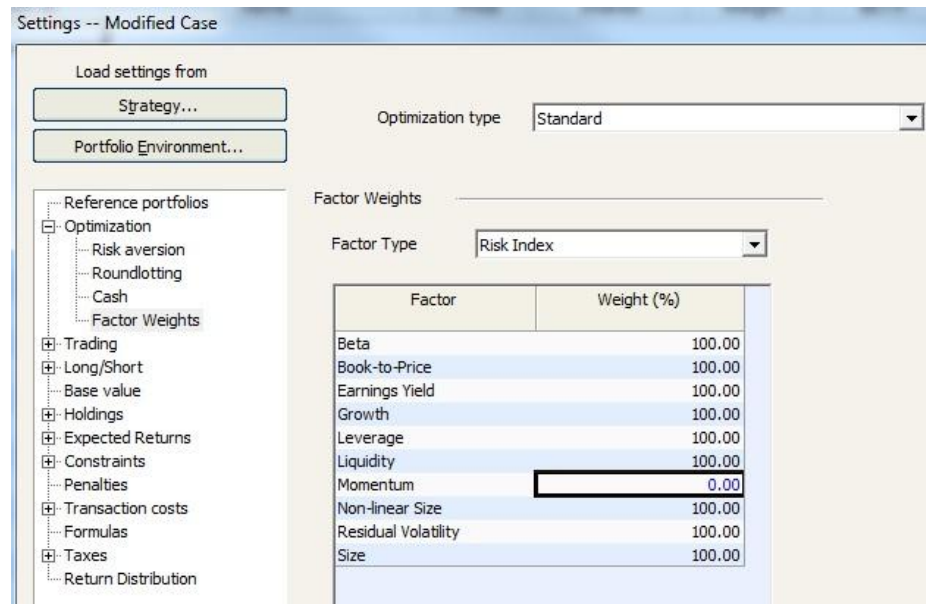 Settings -- Modified Case
Load settings from
Strategy...
Portfolio Environment...
Optimization type
Standard
Reference portfolios
Optimization
Risk aversion
Roundlotting
Cash
Factor Weights
Trading
Long/Short
Base value
Holdings
Expected Returns
Constraints
Penalties
Transaction costs
Formulas
Taxes
Return Distribution
Factor Weights
Factor Type
Risk Index
Factor Weight (%)
Beta 100.00
Book-to-Price 100.00
Earnings Yield 100.00
Growth 100.00
Leverage 100.00
Liquidity 100.00
Momentum 0.00
Non-linear Size 100.00
Residual Volatility 100.00
Size 100.00